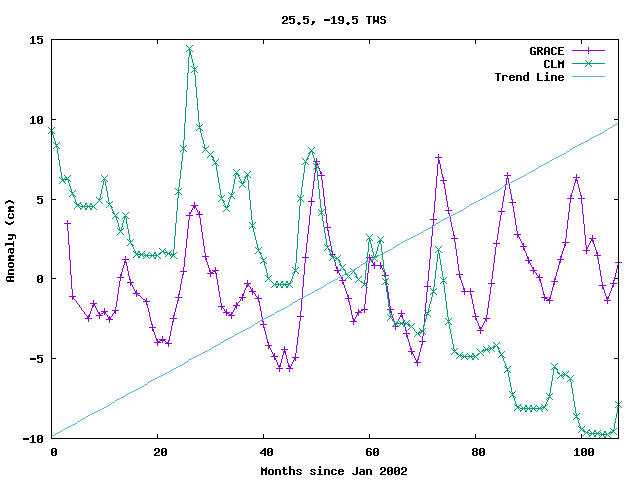 25.5, -19.5 TWS
GRACE
CLM
Trend Line
Anomaly (cm)
15
10
5
0
-5
-10
0 20 40 60 80 100
Months since Jan 2002